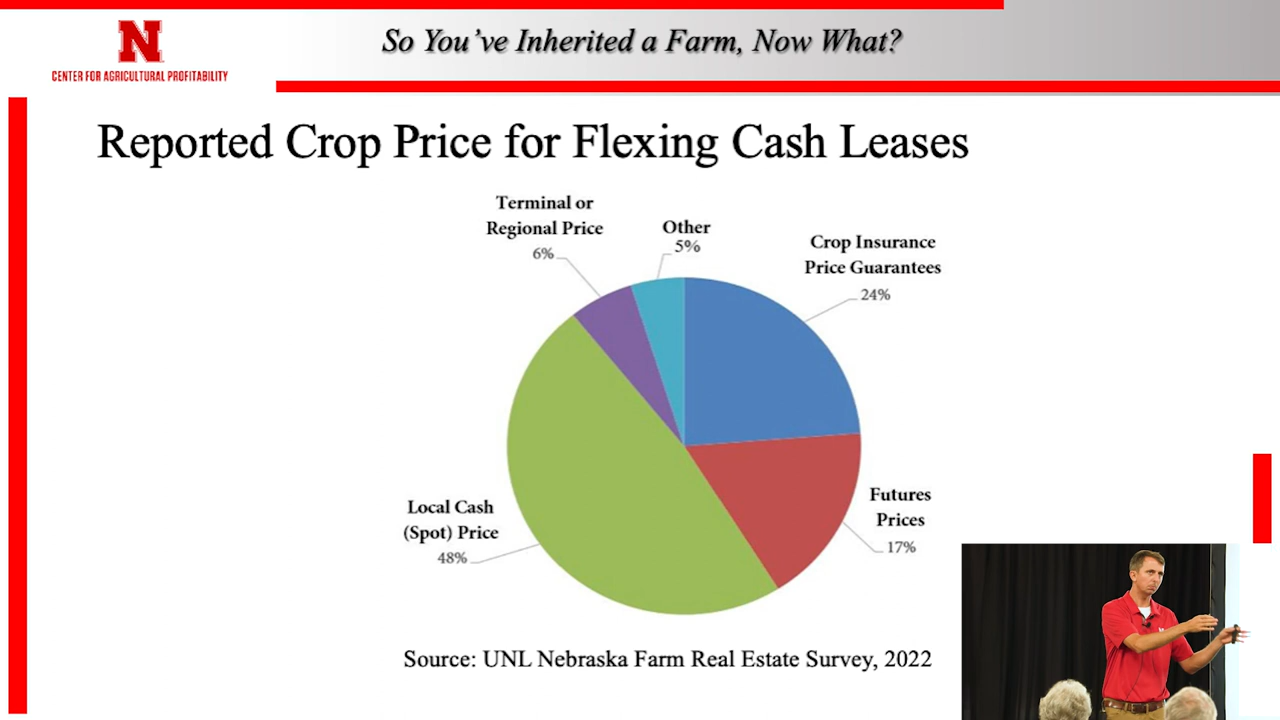 So You've Inherited a Farm, Now What?
N
CENTER FOR AGRICULTURAL PROFITABILITY
Reported Crop Price for Flexing Cash Leases
Terminal or
Regional Price
6%
Other
5%
Crop Insurance
Price Guarantees
24%
Futures
Prices
17%
Local Cash
(Spot) Price
48%
Source: UNL Nebraska Farm Real Estate Survey, 2022